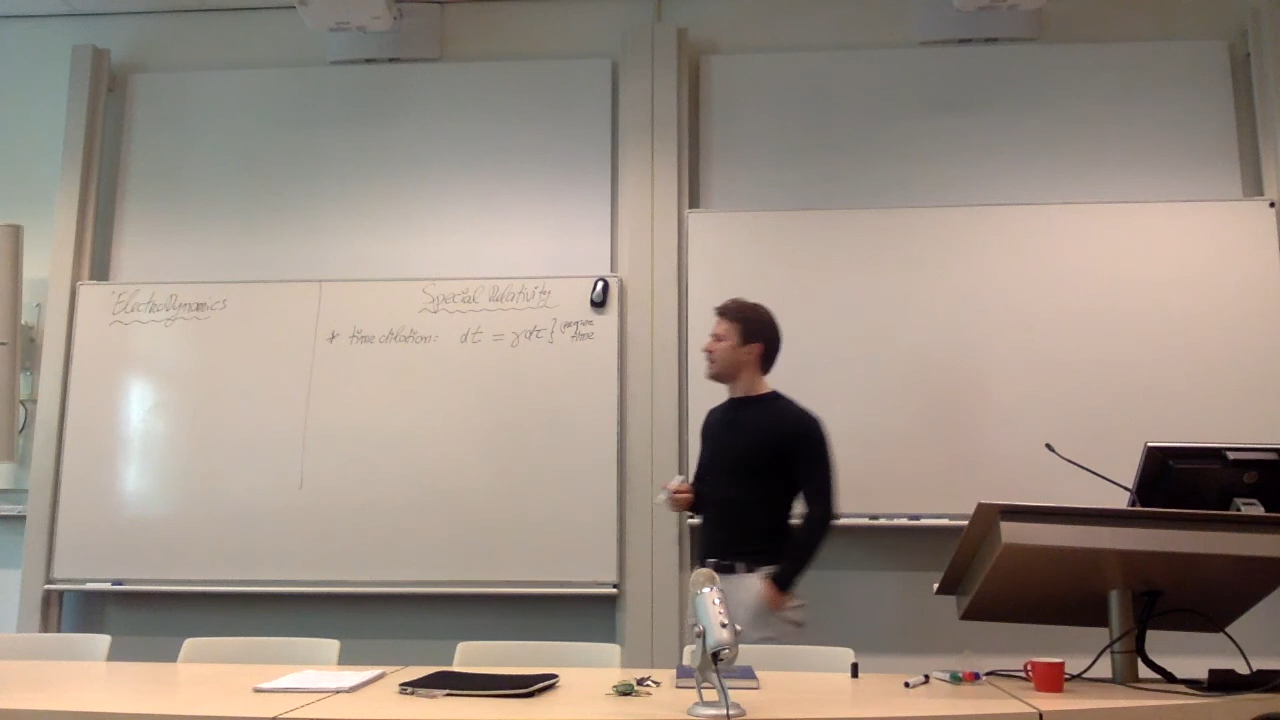 ElectroDynamics
Special Relativity
* time dilation: dt = γdτ } proper
time